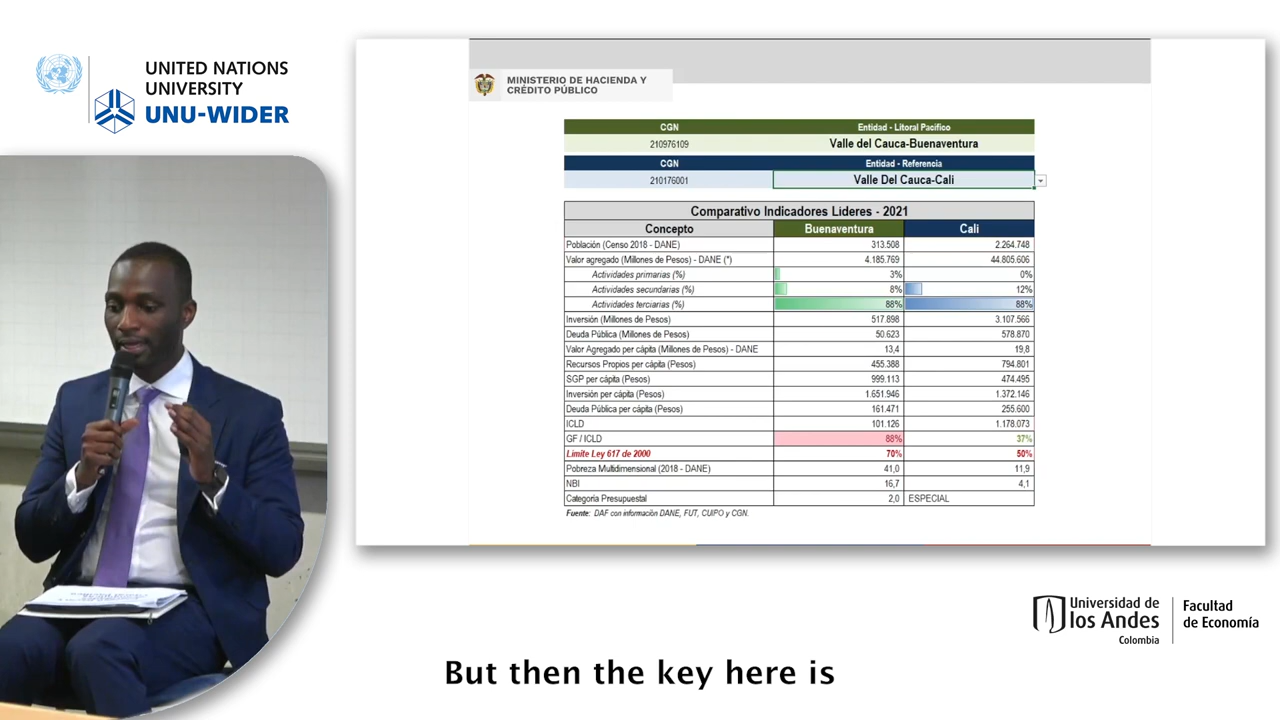 UNITED NATIONS
UNIVERSITY
UNU-WIDER
MINISTERIO DE HACIENDA Y
CRÉDITO PÚBLICO
CGN Entidad - Litoral Pacífico
210976109 Valle del Cauca-Buenaventura
CGN Entidad - Referencia
210176001 Valle Del Cauca-Cali
Comparativo Indicadores Lideres - 2021
Concepto Buenaventura Cali
Población (Censo 2018 - DANE) 313.508 2.264.748
Valor agregado (Millones de Pesos) - DANE (*) 4.185.769 44.805.606
Actividades primarias (%) 3% 0%
Actividades secundarias (%) 8% 12%
Actividades terciarias (%) 88% 88%
Inversión (Millones de Pesos) 517.898 3.107.566
Deuda Pública (Millones de Pesos) 50.623 578.870
Valor Agregado per cápita (Millones de Pesos) - DANE 13,4 19,8
Recursos Propios per cápita (Pesos) 455.388 794.801
SGP per cápita (Pesos) 999.113 474.495
Inversión per cápita (Pesos) 1.651.946 1.372.146
Deuda Pública per cápita (Pesos) 161.471 255.600
ICLD 101.126 1.178.073
GF / ICLD 88% 37%
Limite Ley 617 de 2000 70% 50%
Pobreza Multidimensional (2018 - DANE) 41,0 11,9
NBI 16,7 4,1
Categoria Presupuestal 2,0 ESPECIAL
Fuente: DAF con información DANE, FUT, CUIPO y CGN.
Universidad de
los Andes
Colombia
Facultad
de Economía
But then the key here is